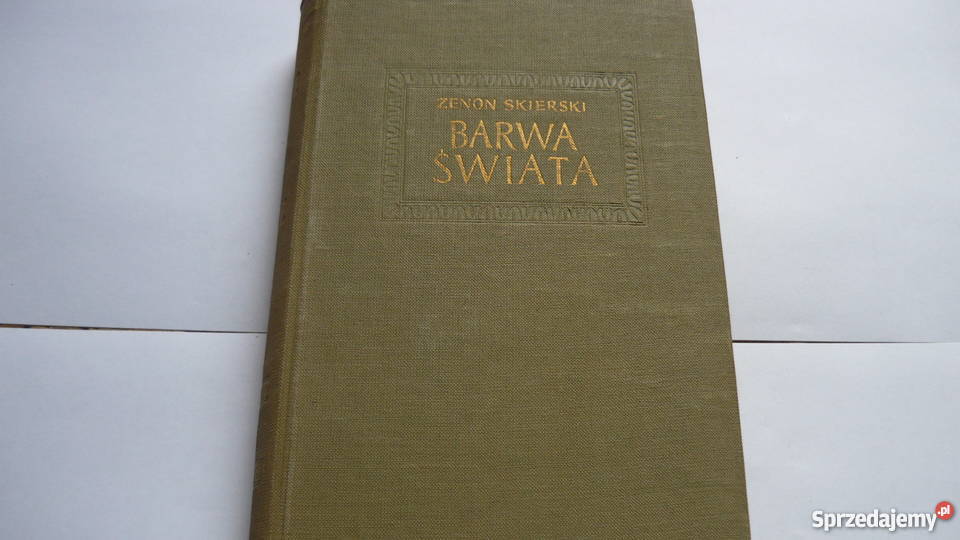 ZENON SKIERSKI
BARWA
ŚWIATA
Sprzedajemy.pl